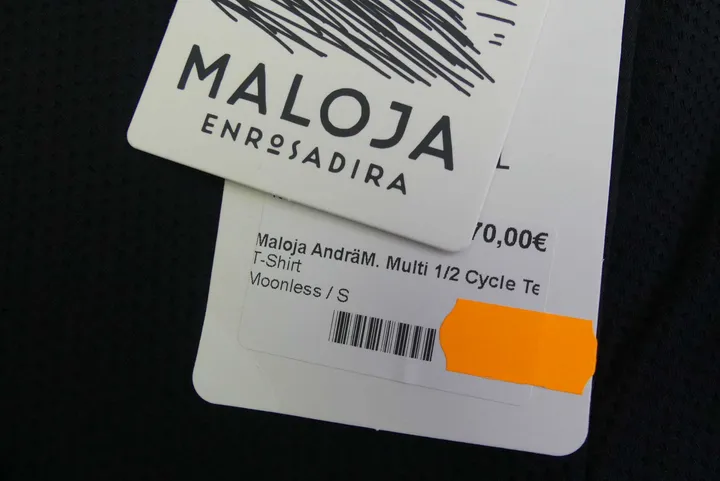 MALOJA
ENROSADIRA
70,00€
Maloja AndräM. Multi 1/2 Cycle Te
T-Shirt
Moonless / S